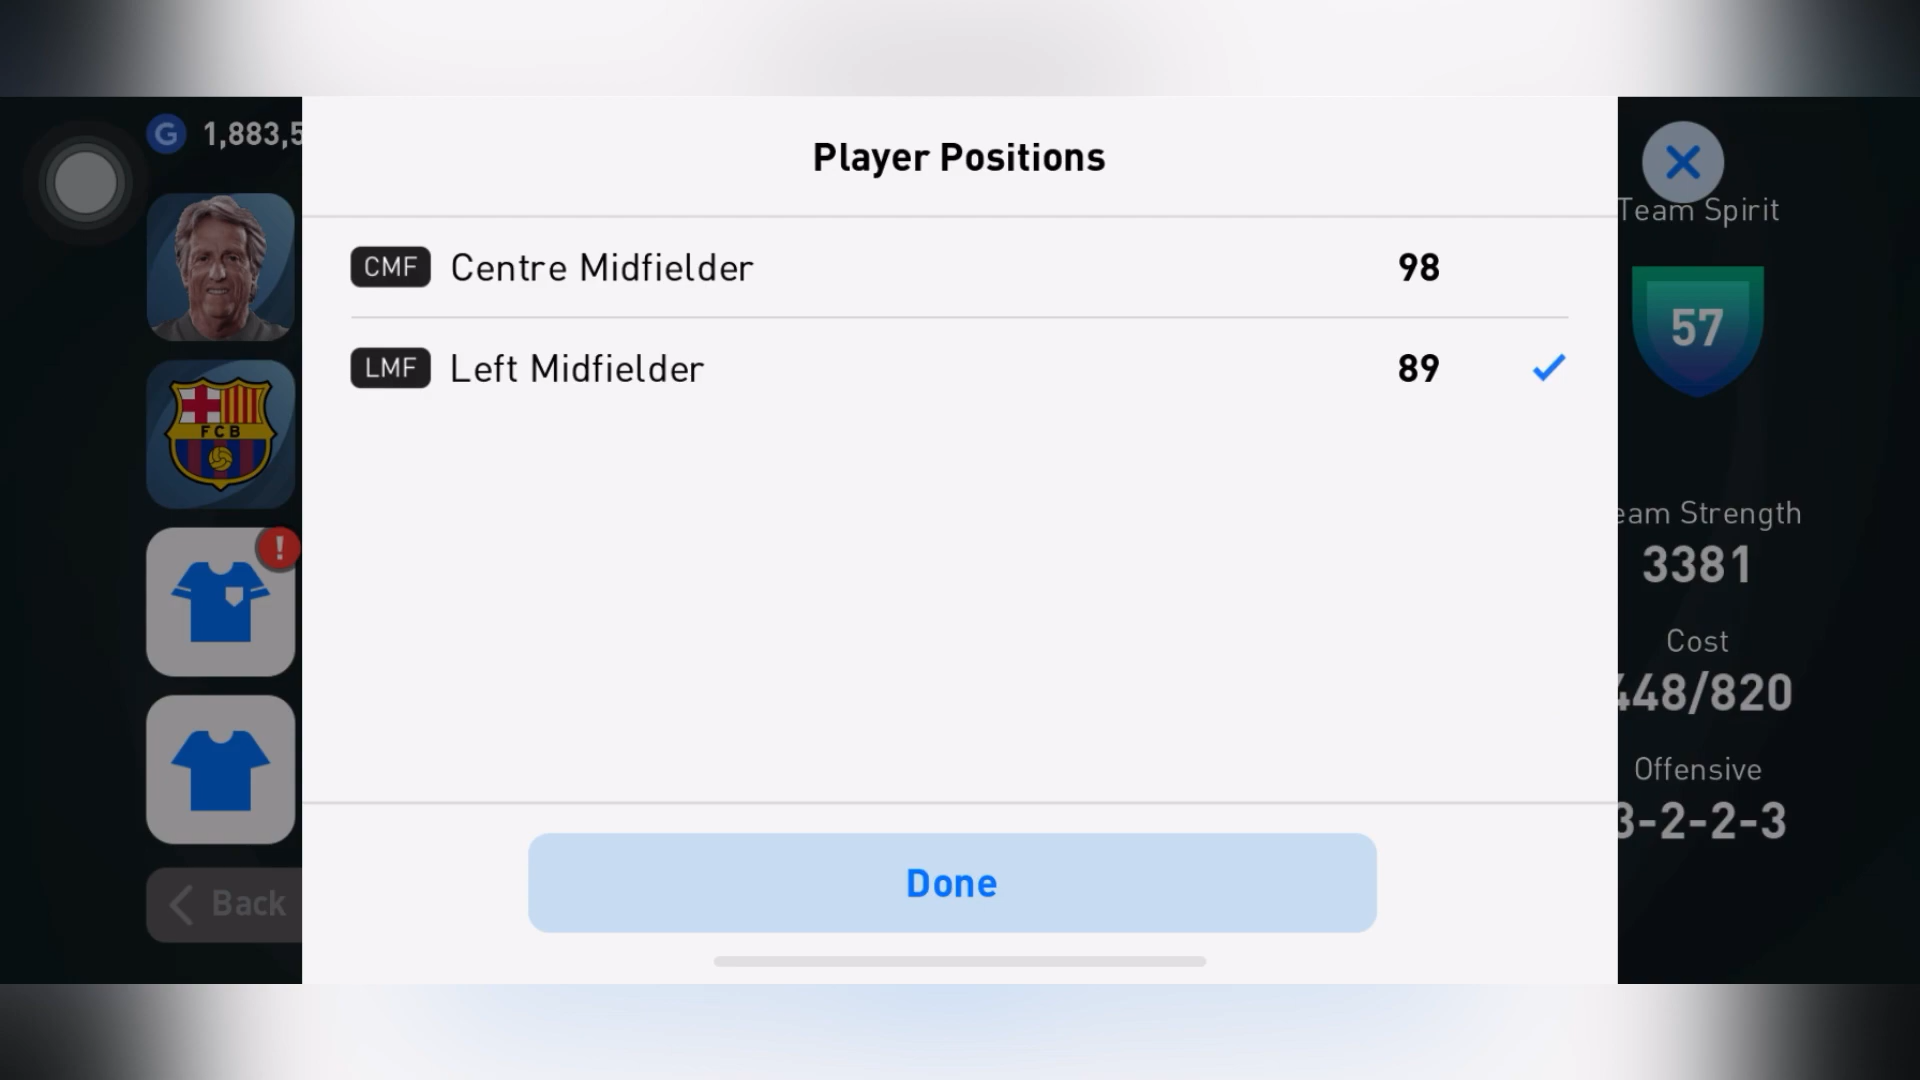 1,883,5
Player Positions
CMF Centre Midfielder 98
LMF Left Midfielder 89
Team Spirit
57
FCB
eam Strength
3381
Cost
448/820
Offensive
3-2-2-3
Back
Done